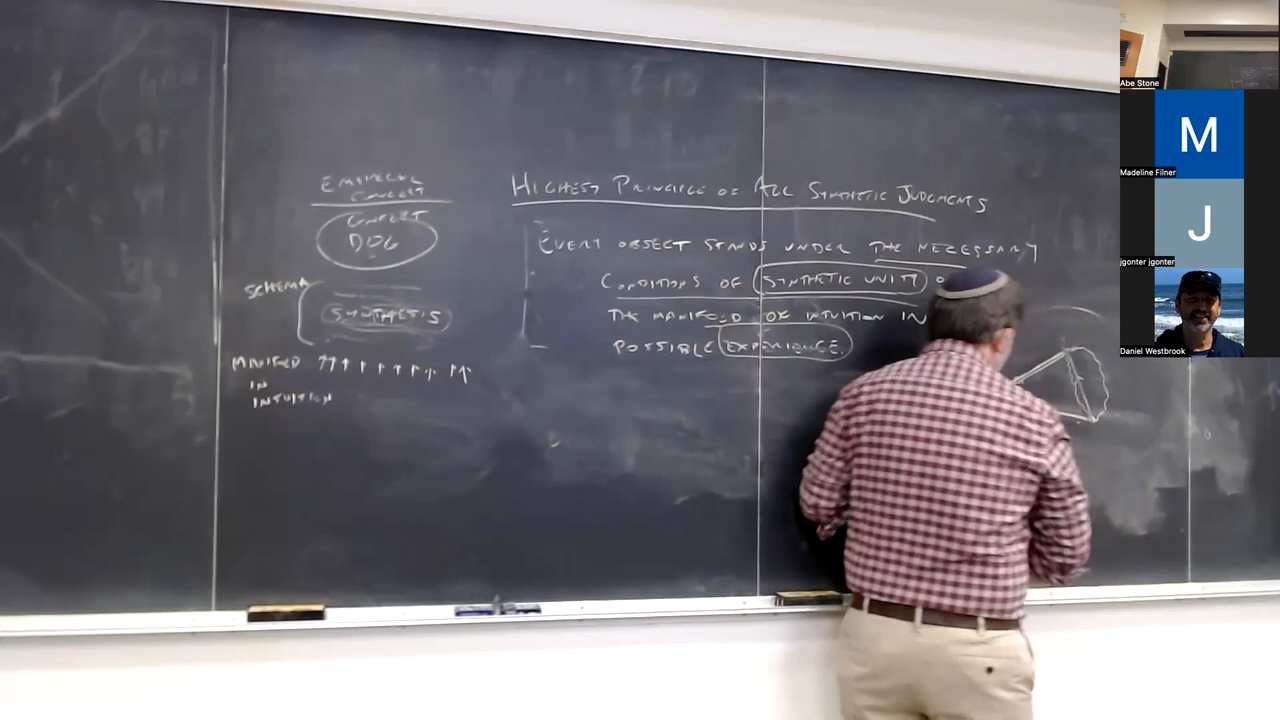 EMPIRICAL
CONCEPT
CONCEPT
DOG
SCHEMA
SYNTHESIS
MANIFOLD
IN
INTUITION
HIGHEST PRINCIPLE OF ALL SYNTHETIC JUDGMENTS
EVERY OBJECT STANDS UNDER THE NECESSARY
CONDITIONS OF SYNTHETIC UNITY
THE MANIFOLD OF INTUITION IN
POSSIBLE EXPERIENCE.
Abe Stone
M
Madeline Filner
J
jgonter jgonter
Daniel Westbrook